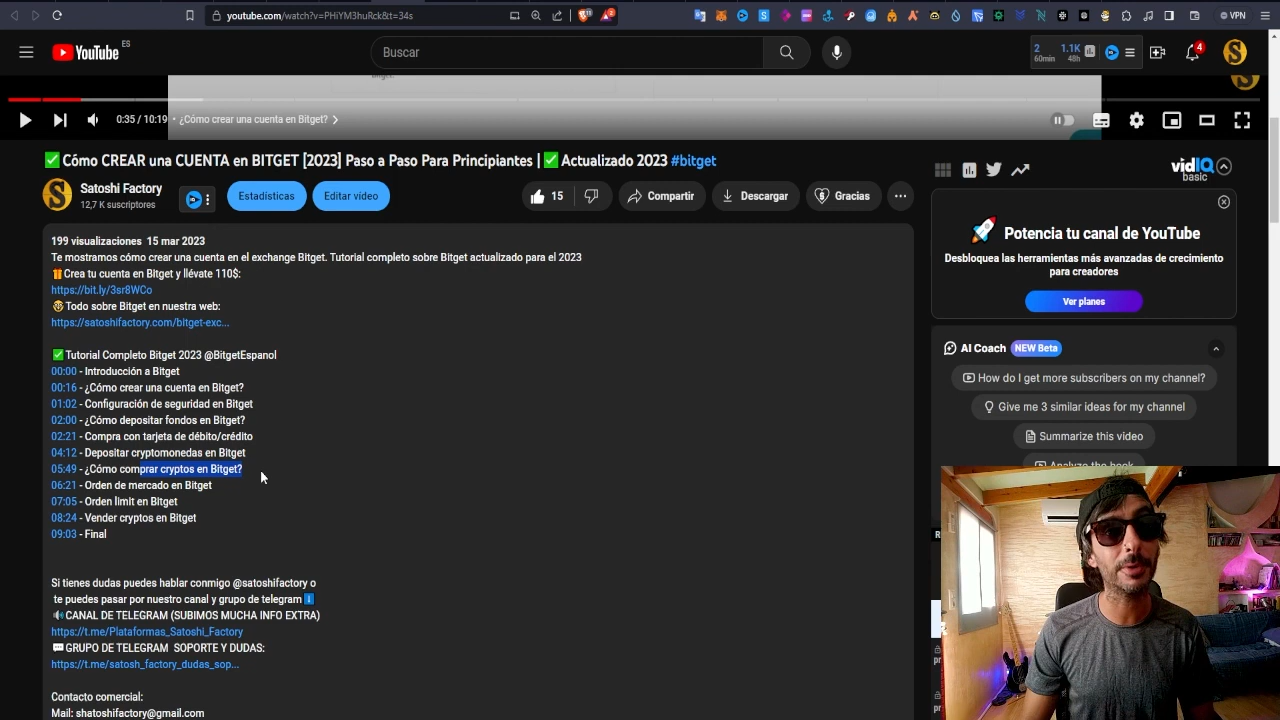 youtube.com/watch?v=PHiYM3huRck&t=34s
VPN
YouTube ES
Buscar
2 60min 1.1K 48h
4
0:35 / 10:19 • ¿Cómo crear una cuenta en Bitget?
✅ Cómo CREAR una CUENTA en BITGET [2023] Paso a Paso Para Principiantes | ✅ Actualizado 2023 #bitget
Satoshi Factory
12,7 K suscriptores
Estadísticas
Editar vídeo
15
Compartir
Descargar
Gracias
199 visualizaciones 15 mar 2023
Te mostramos cómo crear una cuenta en el exchange Bitget. Tutorial completo sobre Bitget actualizado para el 2023
🎁Crea tu cuenta en Bitget y llévate 110$:
https://bit.ly/3sr8WCo
🤓Todo sobre Bitget en nuestra web:
https://satoshifactory.com/bitget-exc...
✅Tutorial Completo Bitget 2023 @BitgetEspanol
00:00 - Introducción a Bitget
00:16 - ¿Cómo crear una cuenta en Bitget?
01:02 - Configuración de seguridad en Bitget
02:00 - ¿Cómo depositar fondos en Bitget?
02:21 - Compra con tarjeta de débito/crédito
04:12 - Depositar cryptomonedas en Bitget
05:49 - ¿Cómo comprar cryptos en Bitget?
06:21 - Orden de mercado en Bitget
07:05 - Orden limit en Bitget
08:24 - Vender cryptos en Bitget
09:03 - Final
Si tienes dudas puedes hablar conmigo @satoshifactory o
te puedes pasar por nuestro canal y grupo de telegram ℹ️
🔊CANAL DE TELEGRAM (SUBIMOS MUCHA INFO EXTRA)
https://t.me/Plataformas_Satoshi_Factory
💬GRUPO DE TELEGRAM SOPORTE Y DUDAS:
https://t.me/satosh_factory_dudas_sop...
Contacto comercial:
Mail: shatoshifactory@gmail.com
vidIQ
basic
Potencia tu canal de YouTube
Desbloquea las herramientas más avanzadas de crecimiento
para creadores
Ver planes
AI Coach NEW Beta
How do I get more subscribers on my channel?
Give me 3 similar ideas for my channel
Summarize this video
Analyze the hook